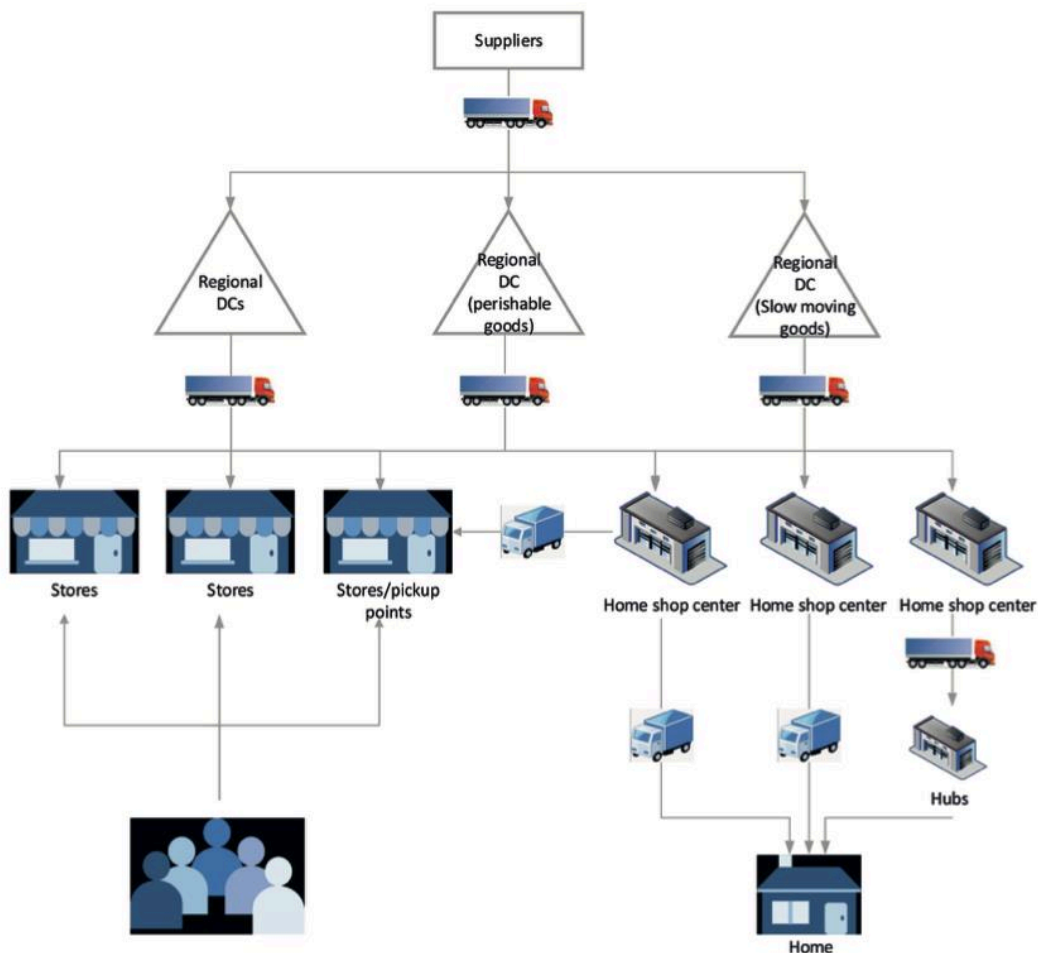 Suppliers
Regional
DCs
Regional
DC
(perishable
goods)
Regional
DC
(Slow moving
goods)
Stores
Stores
Stores/pickup
points
Home shop center
Home shop center
Home shop center
Hubs
Home